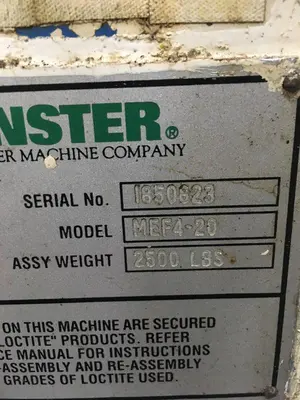 NSTER®
ER MACHINE COMPANY
SERIAL No. 1850823
MODEL MEF4-20
ASSY WEIGHT 2500 LBS
ON THIS MACHINE ARE SECURED
LOCTITE" PRODUCTS. REFER
CE MANUAL FOR INSTRUCTIONS
-ASSEMBLY AND RE-ASSEMBLY
GRADES OF LOCTITE USED.